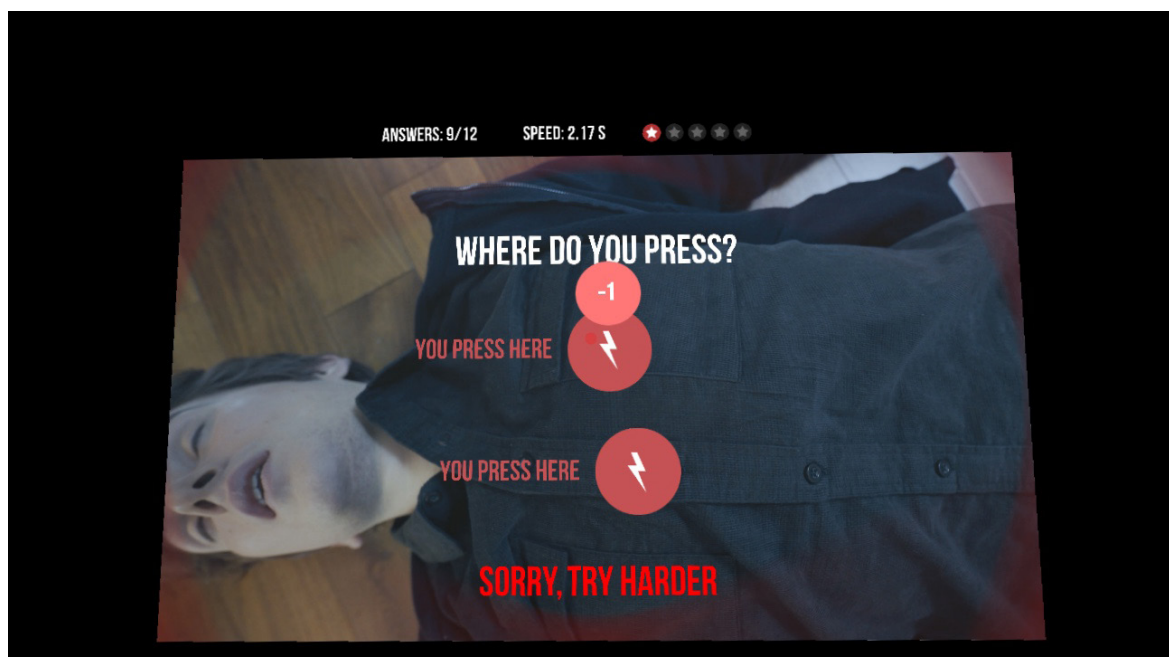 ANSWERS: 9/12 SPEED: 2.17 S
WHERE DO YOU PRESS?
-1
YOU PRESS HERE
YOU PRESS HERE
SORRY, TRY HARDER